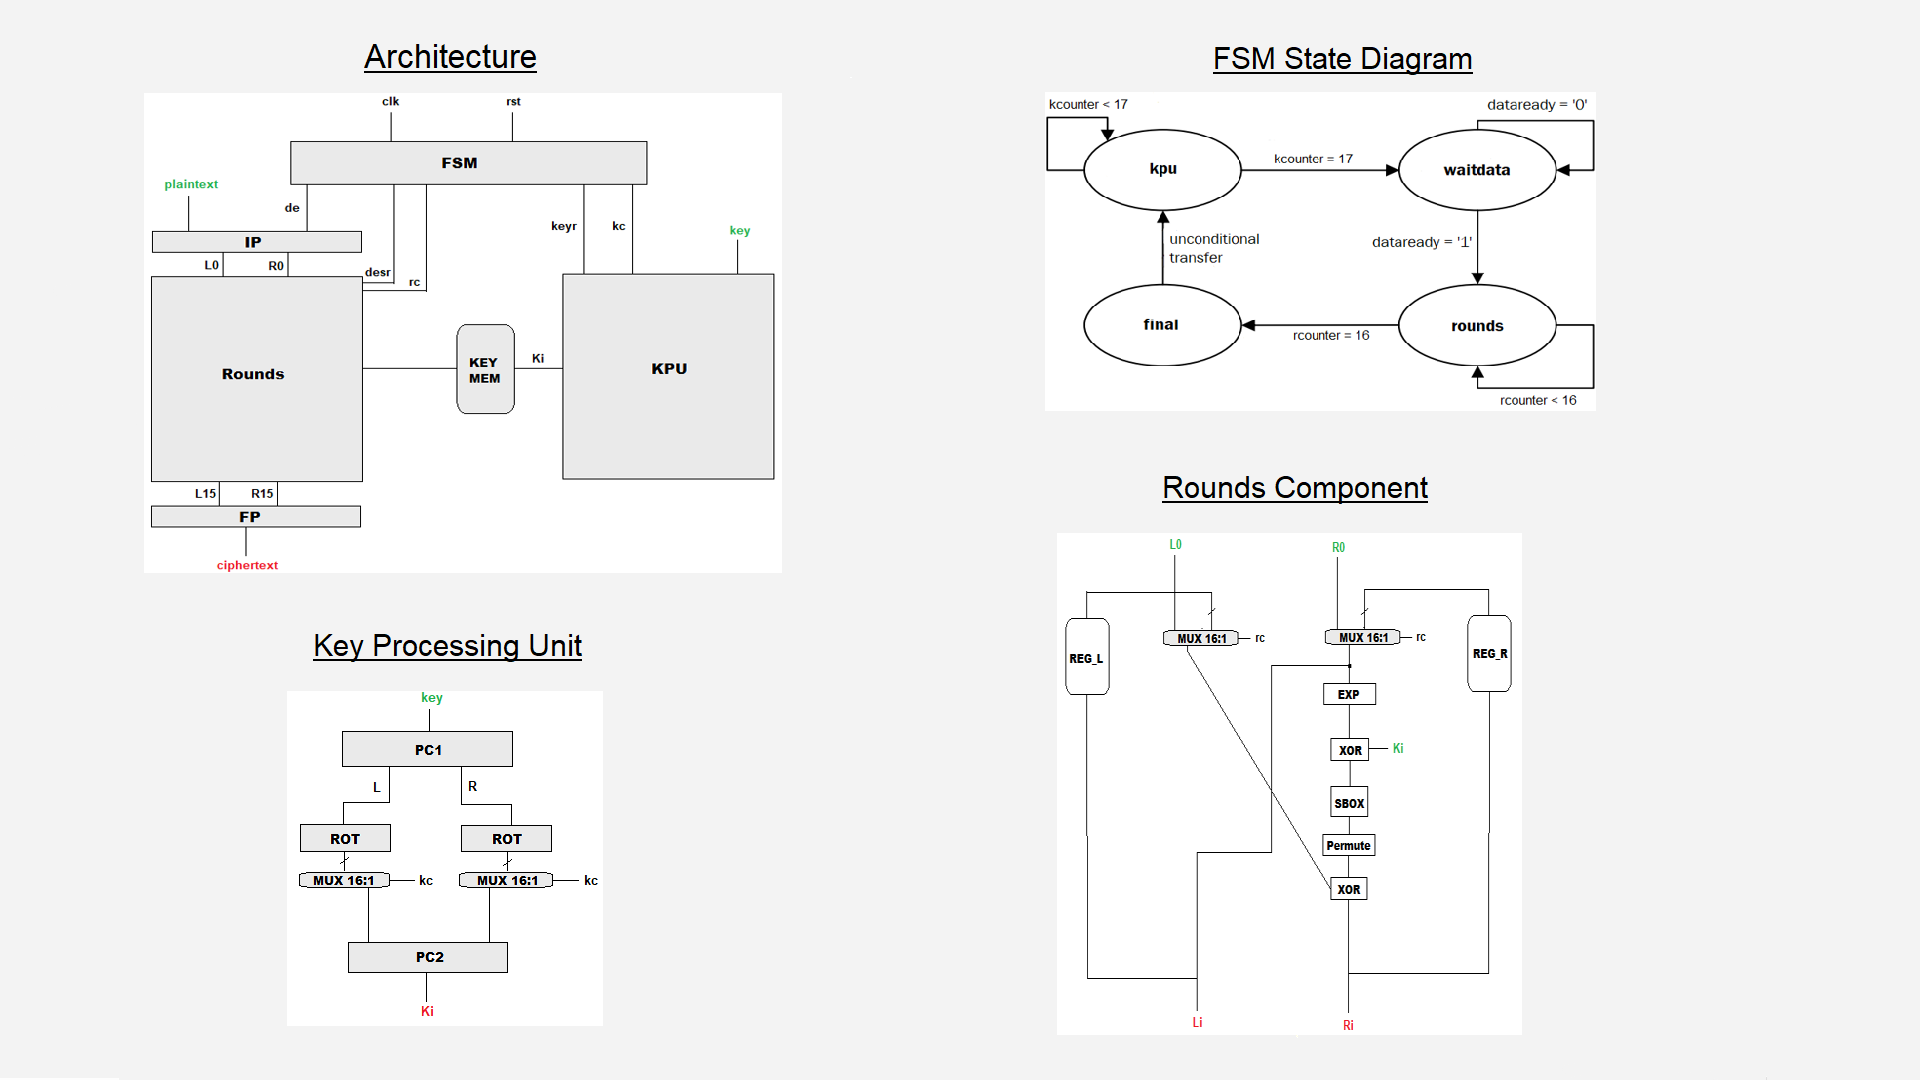 Architecture
clk
rst
FSM
plaintext
de
keyr
kc
key
IP
L0
R0
desr
rc
Rounds
KEY
MEM
Ki
KPU
L15
R15
FP
ciphertext
FSM State Diagram
kcounter < 17
dataready = '0'
kpu
kcounter = 17
waitdata
unconditional
transfer
dataready = '1'
final
rcounter = 16
rounds
rcounter < 16
Key Processing Unit
key
PC1
L
R
ROT
ROT
MUX 16:1
kc
MUX 16:1
kc
PC2
Ki
Rounds Component
L0
R0
REG_L
MUX 16:1
rc
MUX 16:1
rc
REG_R
EXP
XOR
Ki
SBOX
Permute
XOR
Li
Ri